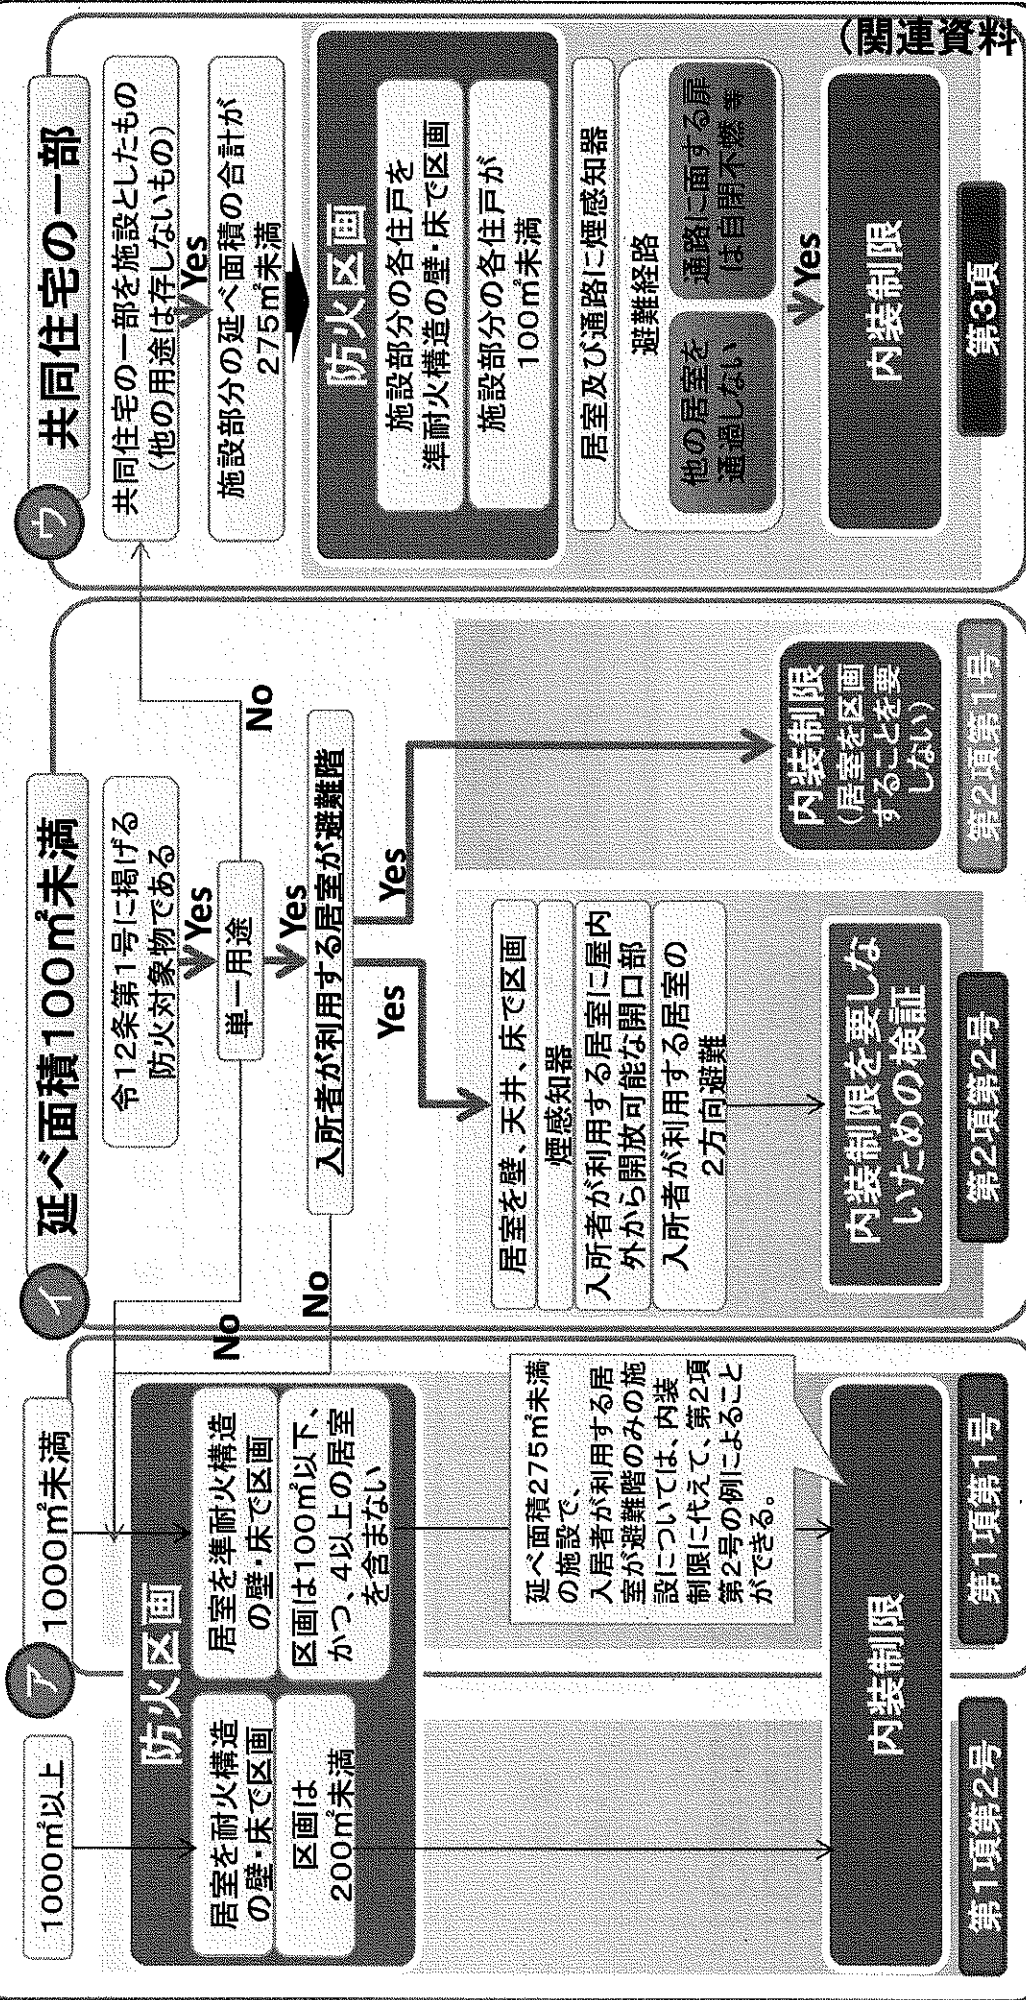 (関連資料
1000㎡以上
ア
1000㎡未満
防火区画
居室を耐火構造
の壁・床で区画
区画は
200㎡未満
居室を準耐火構造
の壁・床で区画
区画は100㎡以下、
かつ、4以上の居室
を含まない
延べ面積275㎡未満
の施設で、
入居者が利用する居
室が避難階のみの施
設については、内装
制限に代えて、第2項
第2号の例によること
ができる。
内装制限
第1項第2号
第1項第1号
イ
延べ面積100㎡未満
令12条第1号に掲げる
防火対象物である
Yes
単一用途
No
No
Yes
入所者が利用する居室が避難階
No
Yes
Yes
居室を壁、天井、床で区画
煙感知器
入所者が利用する居室に屋内
外から開放可能な開口部
入所者が利用する居室の
2方向避難
内装制限を要しな
いための検証
第2項第2号
内装制限
(居室を区画
することを要
しない)
第2項第1号
ウ
共同住宅の一部
共同住宅の一部を施設としたもの
(他の用途は存しないもの)
Yes
施設部分の延べ面積の合計が
275㎡未満
防火区画
施設部分の各住戸を
準耐火構造の壁・床で区画
施設部分の各住戸が
100㎡未満
居室及び通路に煙感知器
避難経路
他の居室を
通過しない
通路に面する扉
は自閉不燃等
Yes
内装制限
第3項